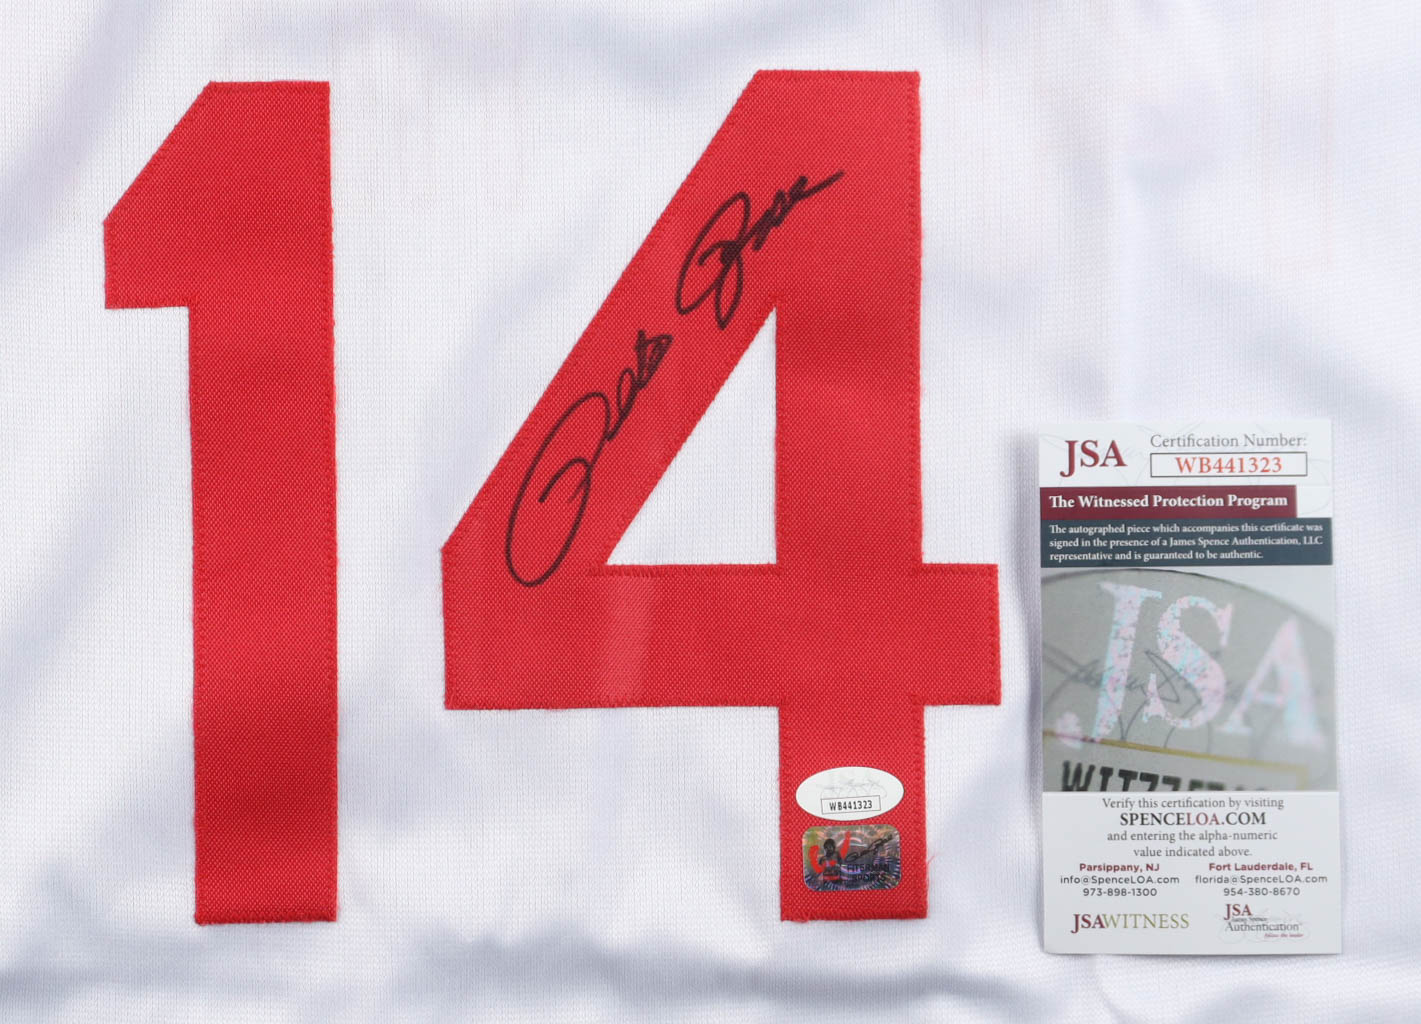 14
Pete Rose
WB441323
JSA
Certification Number:
WB441323
The Witnessed Protection Program
The autographed piece which accompanies this certificate was
signed in the presence of a James Spence Authentication, LLC
representative and is guaranteed to be authentic.
JSA
Verify this certification by visiting
SPENCELOA.COM
and entering the alpha-numeric
value indicated above.
Parsippany, NJ
info@SpenceLOA.com
973-898-1300
Fort Lauderdale, FL
florida@SpenceLOA.com
954-380-8670
JSAWITNESS
JSA
James Spence
Authentication